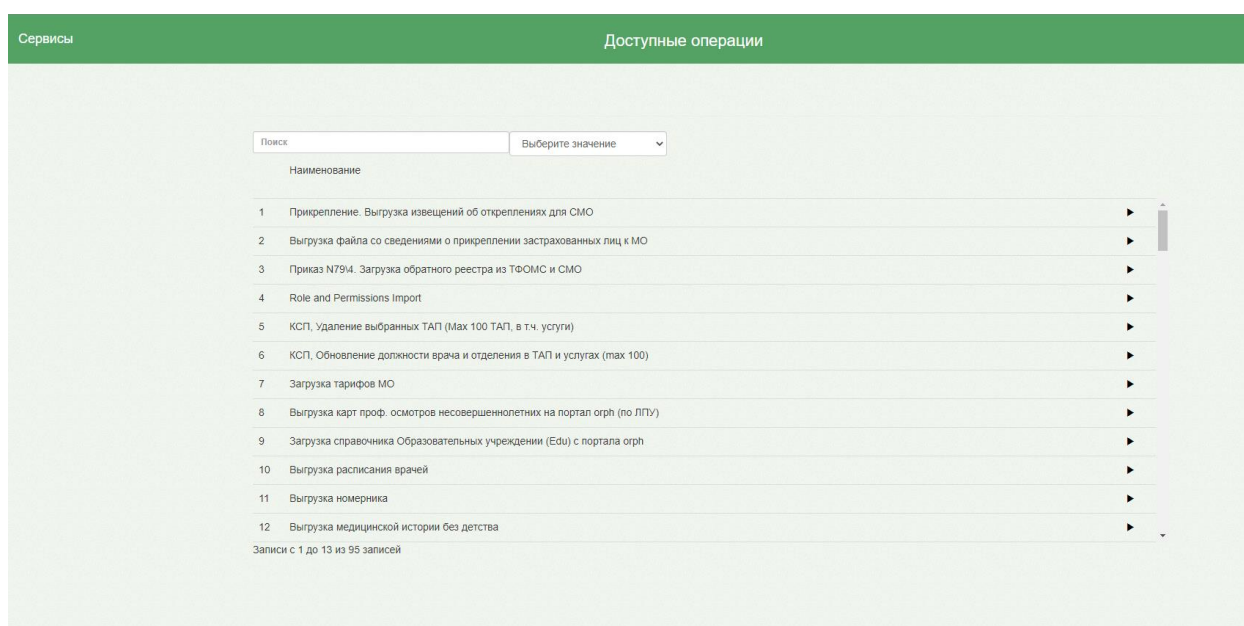 Сервисы
Доступные операции
Поиск
Выберите значение
Наименование
1 Прикрепление. Выгрузка извещений об откреплениях для СМО
2 Выгрузка файла со сведениями о прикреплении застрахованных лиц к МО
3 Приказ N79\4. Загрузка обратного реестра из ТФОМС и СМО
4 Role and Permissions Import
5 КСП, Удаление выбранных ТАП (Max 100 ТАП, в т.ч. усгуги)
6 КСП, Обновление должности врача и отделения в ТАП и услугах (max 100)
7 Загрузка тарифов МО
8 Выгрузка карт проф. осмотров несовершеннолетних на портал orph (по ЛПУ)
9 Загрузка справочника Образовательных учреждении (Edu) с портала orph
10 Выгрузка расписания врачей
11 Выгрузка номерника
12 Выгрузка медицинской истории без детства
Записи с 1 до 13 из 95 записей